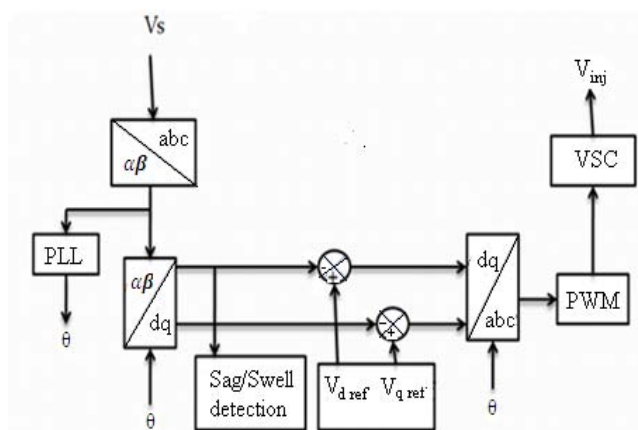 Vs
abc
αβ
V inj
VSC
PLL
αβ
dq
dq
abc
PWM
-
+
-
+
θ
θ
Sag/Swell
detection
V d ref V q ref
θ